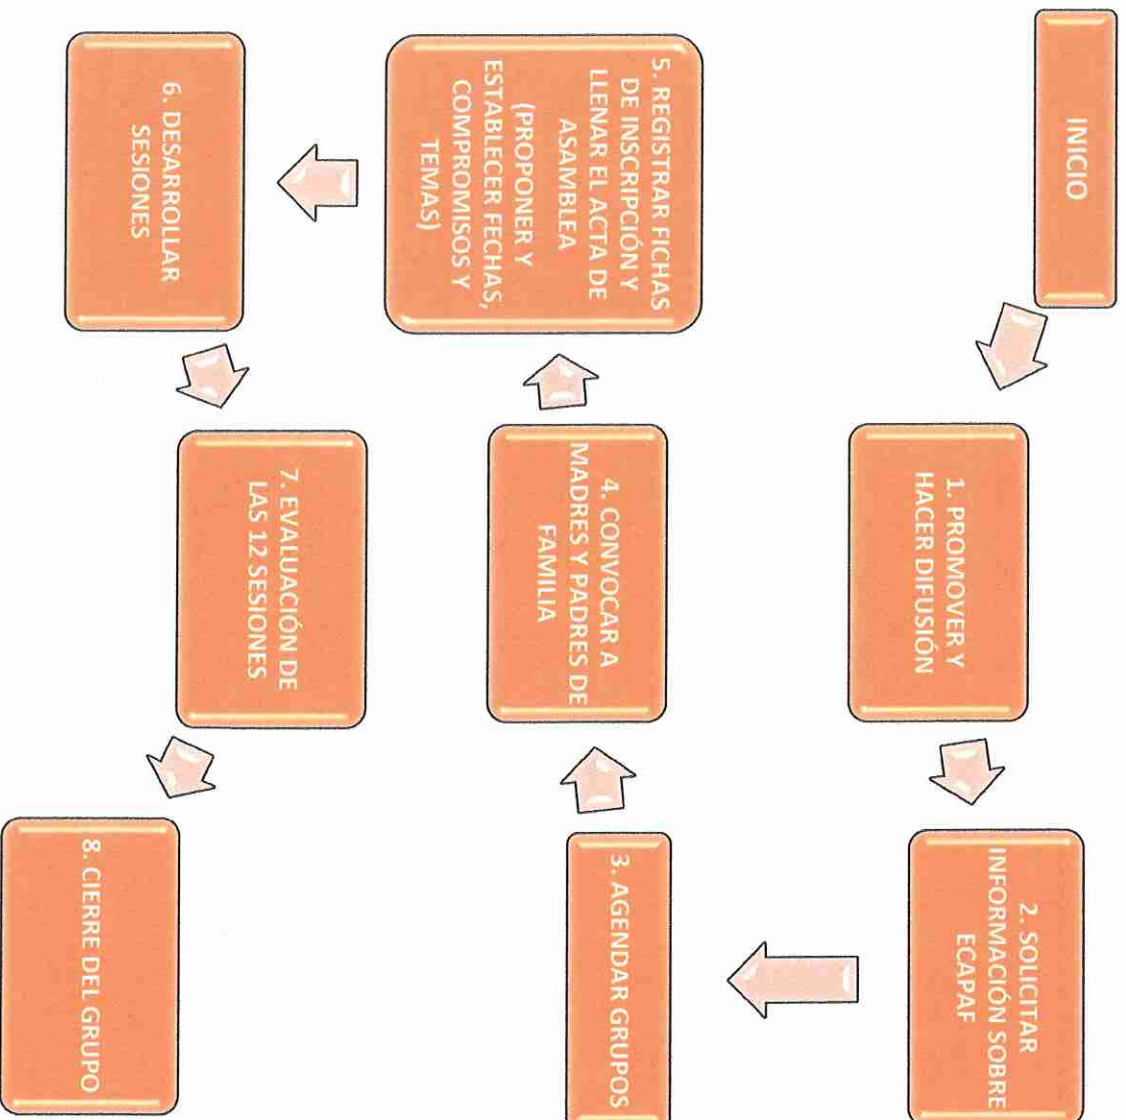 INICIO
1. PROMOVER Y
HACER DIFUSIÓN
2. SOLICITAR
INFORMACIÓN SOBRE
ECAPAF
3. AGENDAR GRUPOS
4. CONVOCAR A
MADRES Y PADRES DE
FAMILIA
5. REGISTRAR FICHAS
DE INSCRIPCIÓN Y
LLENAR EL ACTA DE
ASAMBLEA
(PROPONER Y
ESTABLECER FECHAS,
COMPROMISOS Y
TEMAS)
6. DESARROLLAR
SESIONES
7. EVALUACIÓN DE
LAS 12 SESIONES
8. CIERRE DEL GRUPO